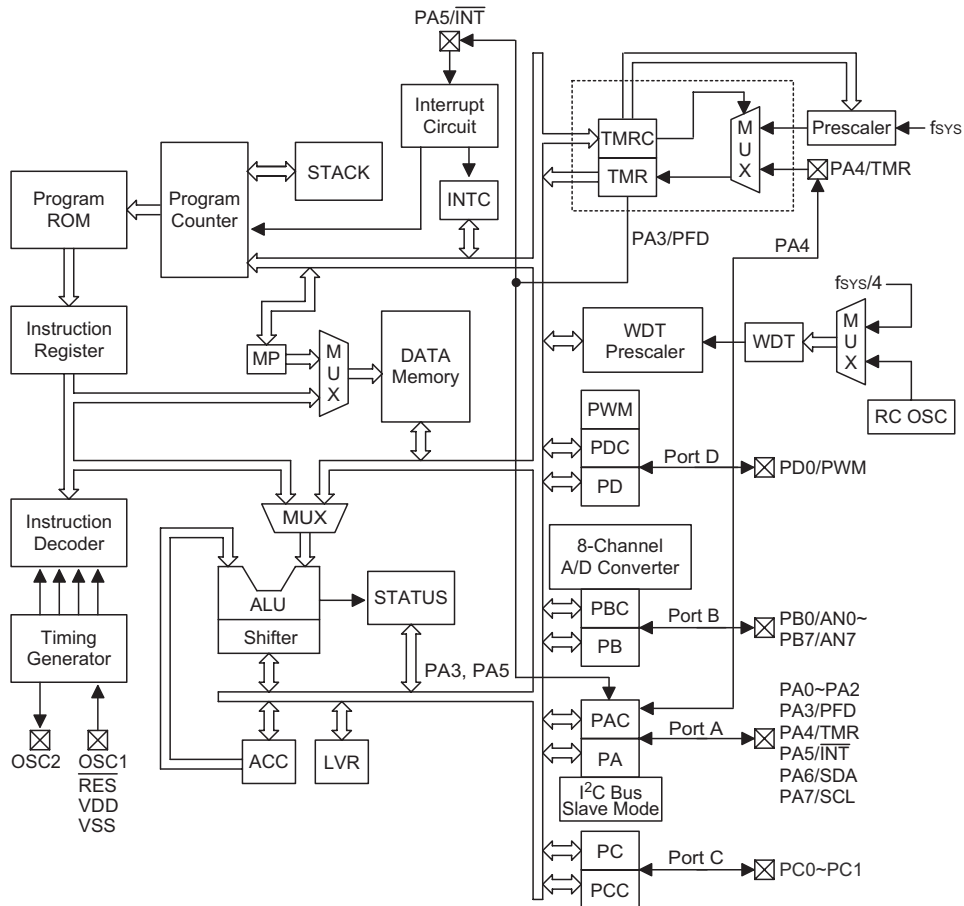 PA5/INT
Interrupt
Circuit
STACK
INTC
Program
ROM
Program
Counter
TMRC
TMR
M
U
X
Prescaler
fSYS
PA4/TMR
PA3/PFD
PA4
fSYS/4
Instruction
Register
MP
M
U
X
DATA
Memory
WDT
Prescaler
WDT
M
U
X
RC OSC
PWM
PDC
PD
Port D
PD0/PWM
Instruction
Decoder
MUX
ALU
Shifter
STATUS
8-Channel
A/D Converter
PBC
PB
Port B
PB0/AN0~
PB7/AN7
Timing
Generator
PA3, PA5
OSC2
OSC1
RES
VDD
VSS
ACC
LVR
PAC
PA
Port A
I²C Bus
Slave Mode
PA0~PA2
PA3/PFD
PA4/TMR
PA5/INT
PA6/SDA
PA7/SCL
PC
PCC
Port C
PC0~PC1